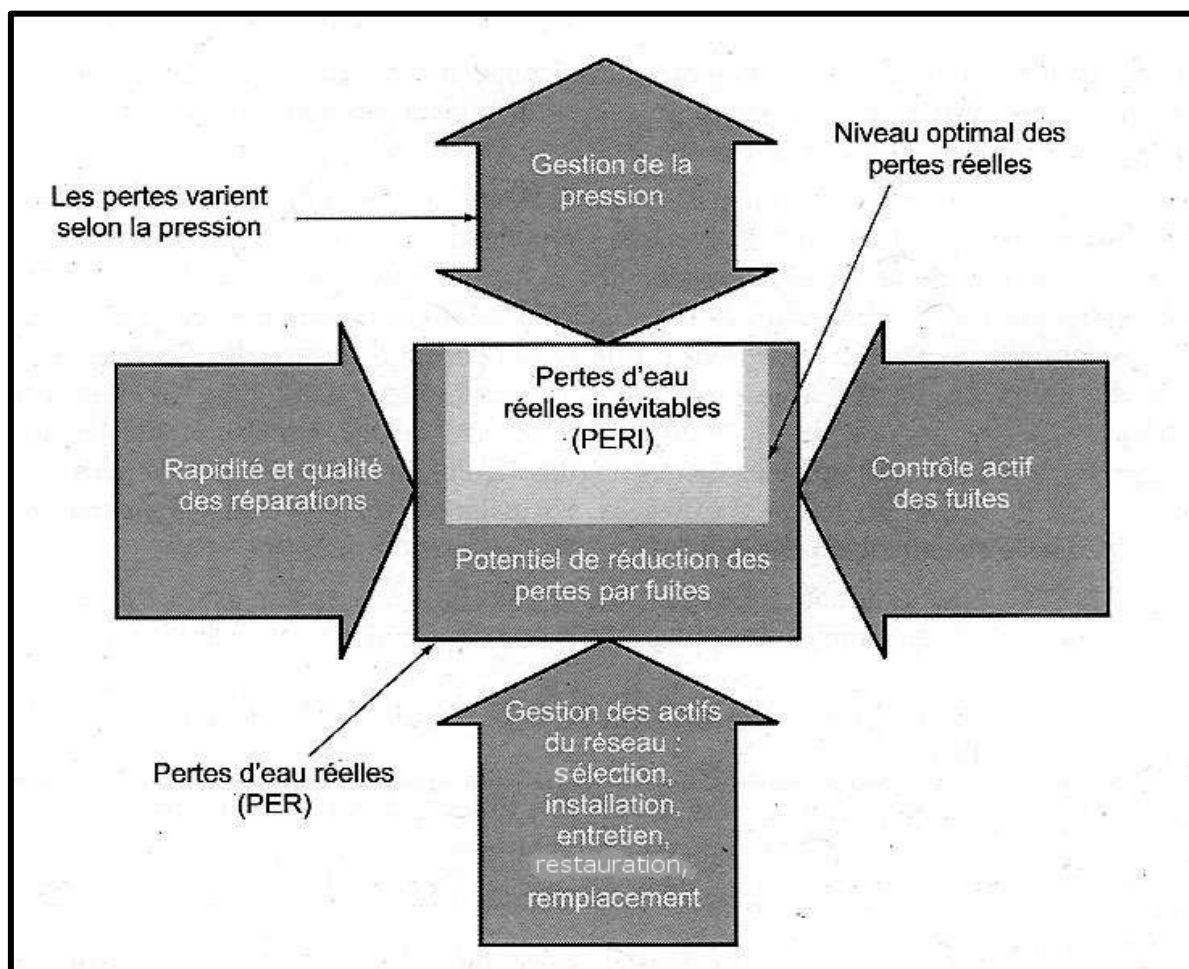 Gestion de la
pression
Niveau optimal des
pertes réelles
Les pertes varient
selon la pression
Pertes d'eau
réelles inévitables
(PERI)
Rapidité et qualité
des réparations
Contrôle actif
des fuites
Potentiel de réduction des
pertes par fuites
Pertes d'eau réelles
(PER)
Gestion des actifs
du réseau :
sélection,
installation,
entretien,
restauration,
remplacement